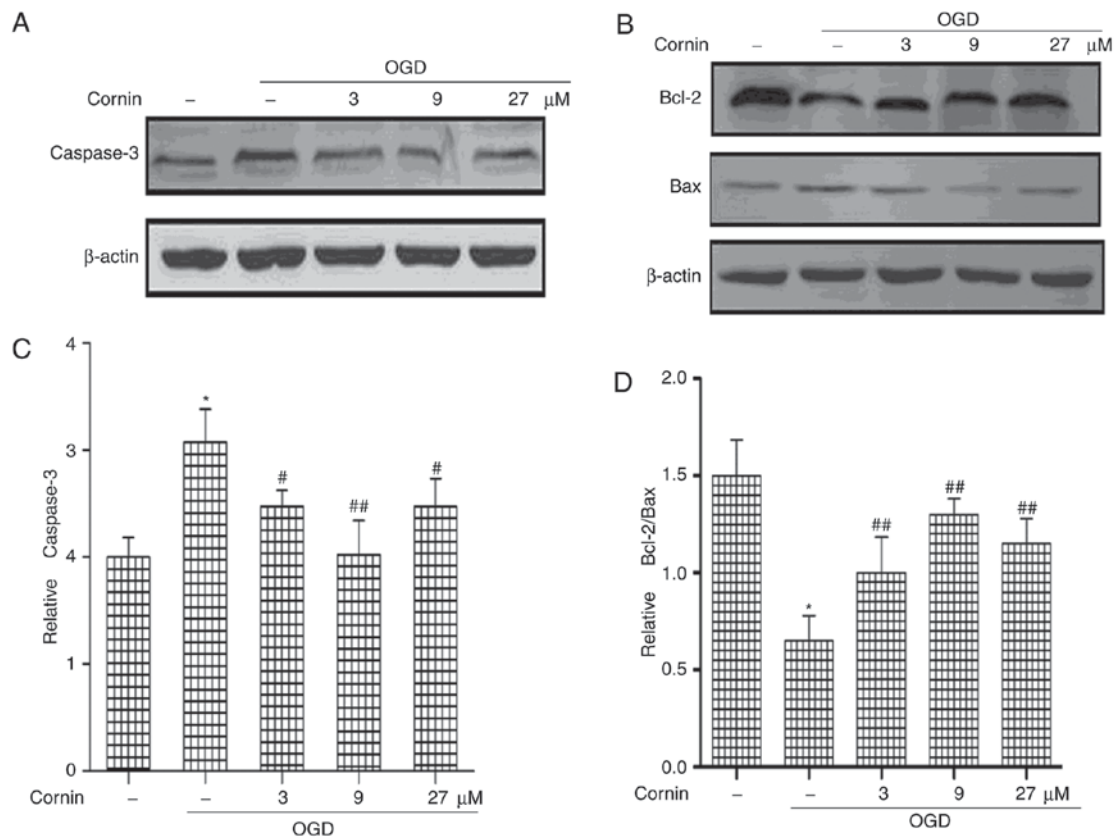 A
OGD
Cornin – – 3 9 27 μM
Caspase-3
β-actin
B
OGD
Cornin – – 3 9 27 μM
Bcl-2
Bax
β-actin
C
4
3
4
1
0
Relative Caspase-3
*
#
##
#
Cornin – – 3 9 27 μM
OGD
D
2.0
1.5
1.0
0.5
0.0
Relative Bcl-2/Bax
*
##
##
##
Cornin – – 3 9 27 μM
OGD